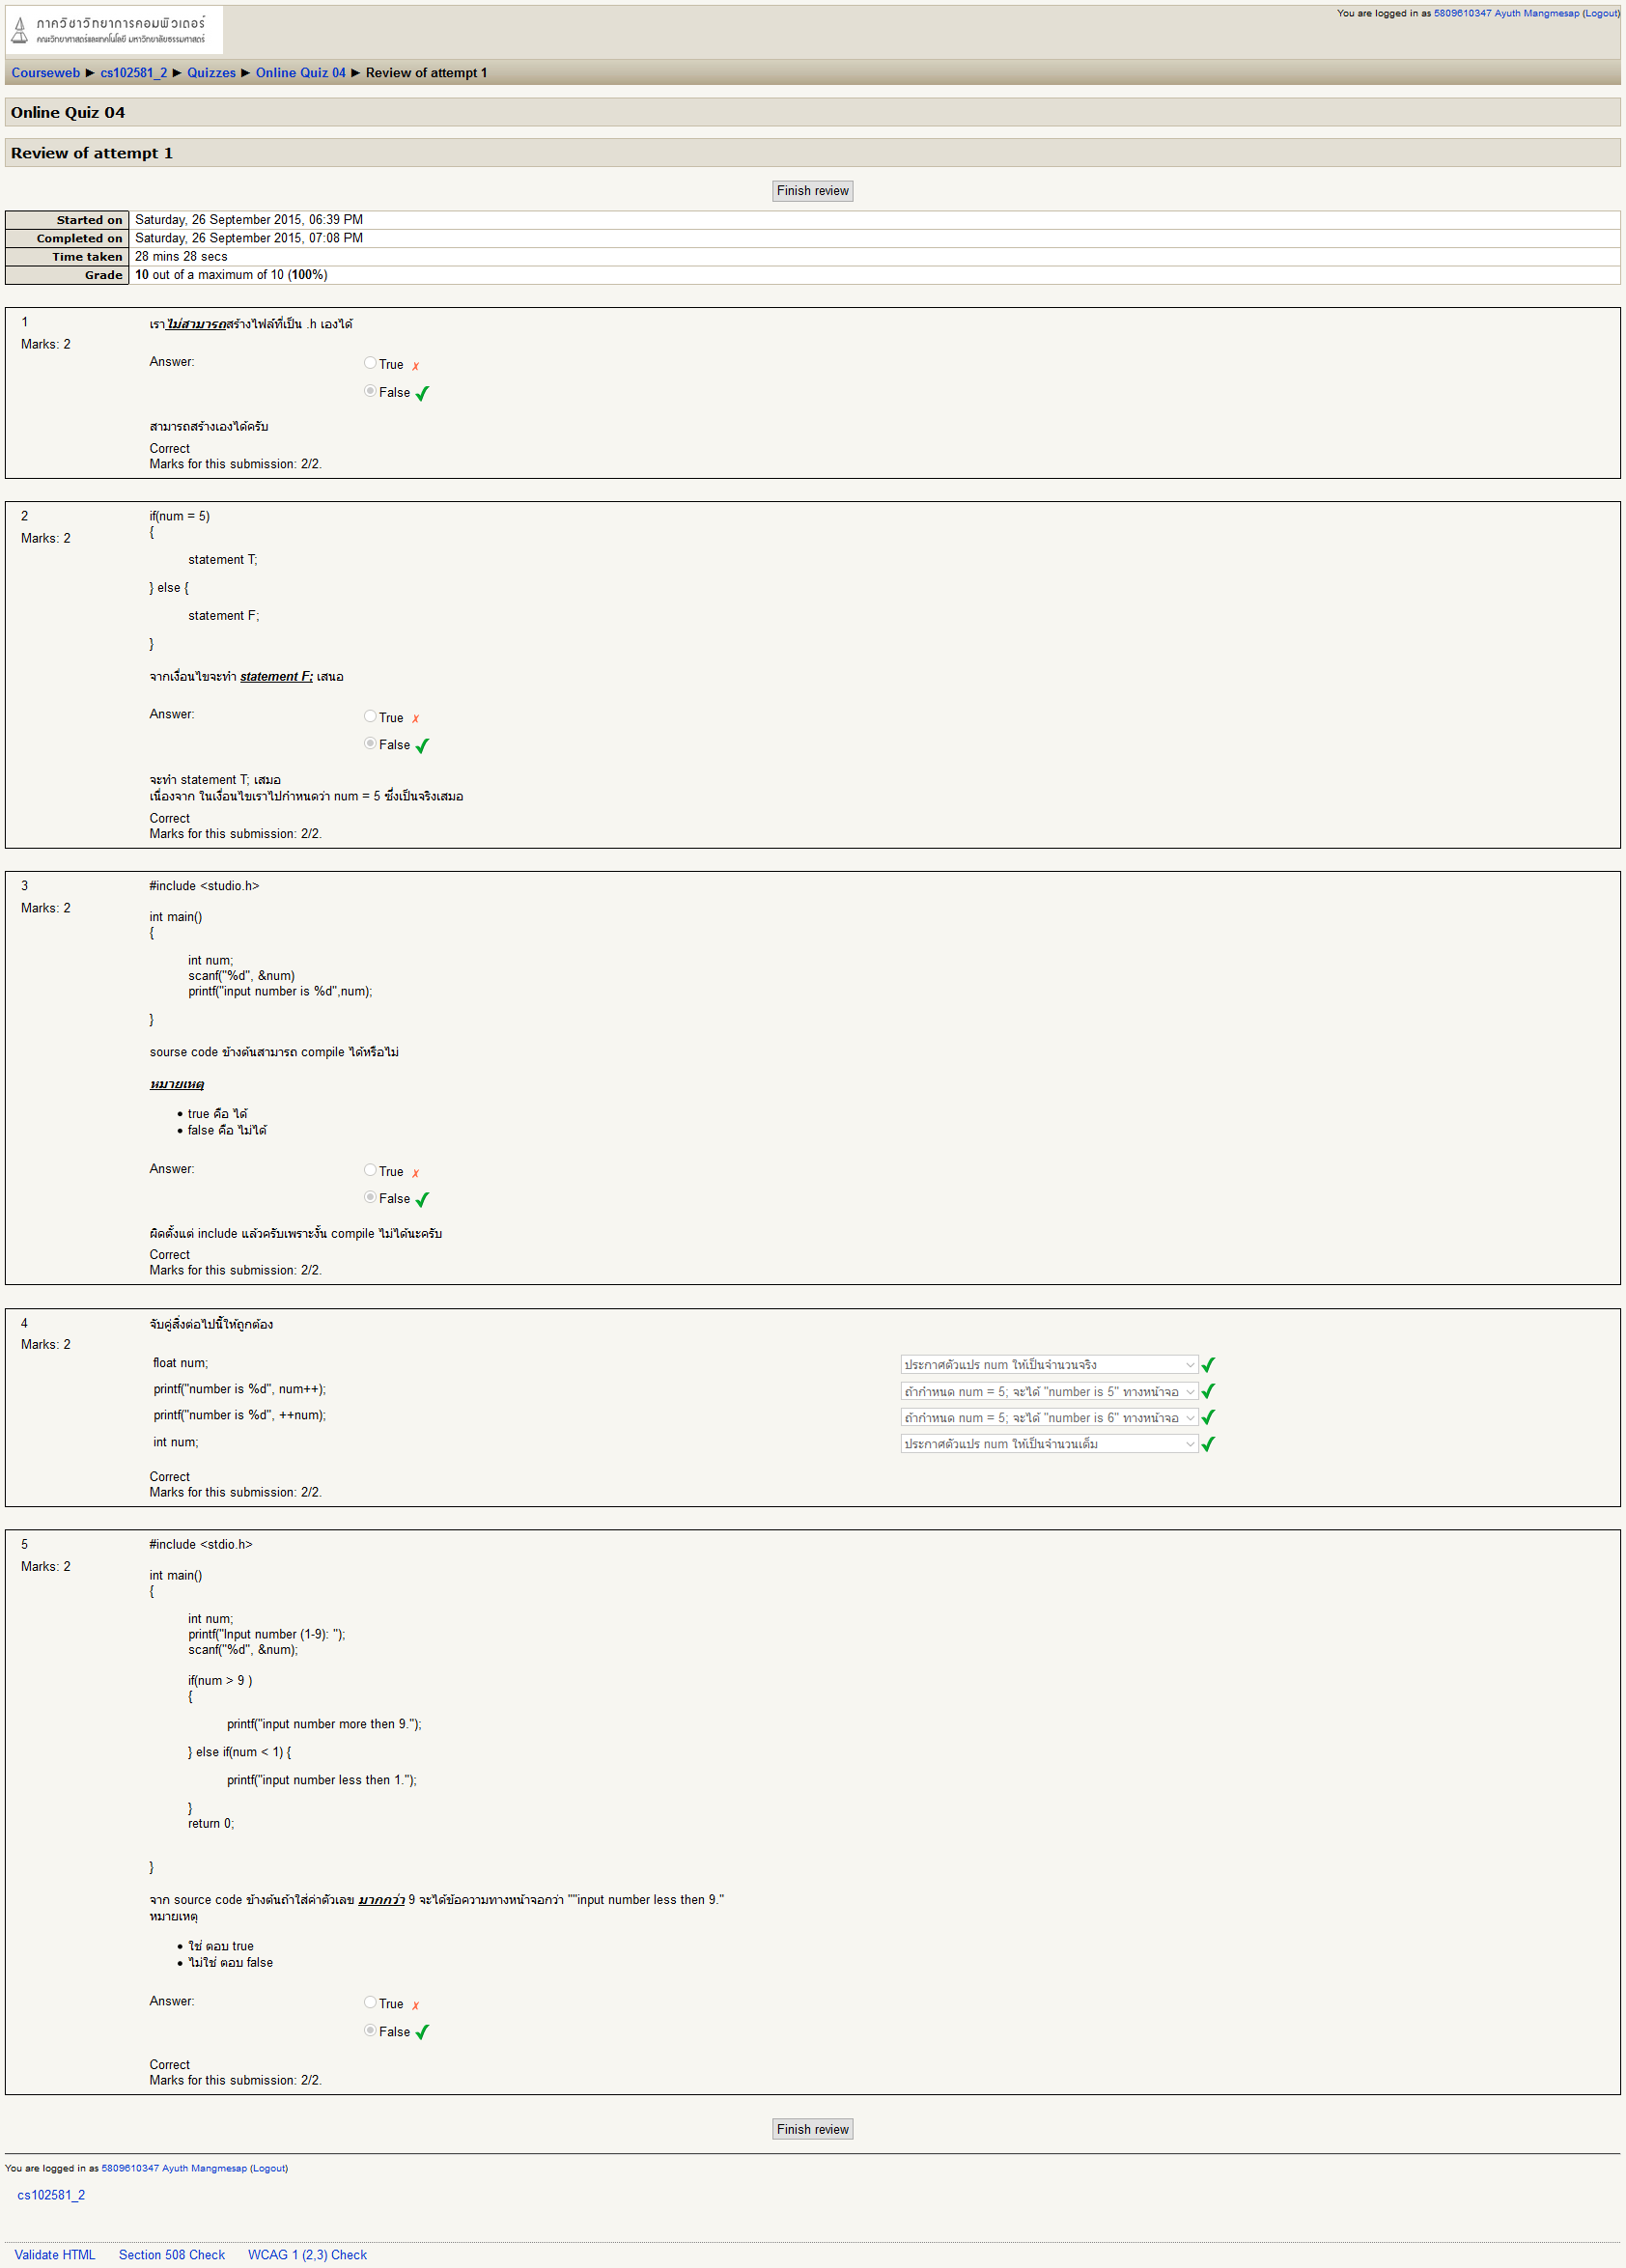 ภาควิชาวิทยาการคอมพิวเตอร์
คณะวิทยาศาสตร์และเทคโนโลยี มหาวิทยาลัยธรรมศาสตร์
You are logged in as 5809610347 Ayuth Mangmesap (Logout)
Courseweb ► cs102581_2 ► Quizzes ► Online Quiz 04 ► Review of attempt 1
Online Quiz 04
Review of attempt 1
Finish review
Started on Saturday, 26 September 2015, 06:39 PM
Completed on Saturday, 26 September 2015, 07:08 PM
Time taken 28 mins 28 secs
Grade 10 out of a maximum of 10 (100%)
1
Marks: 2
เราไม่สามารถสร้างไฟล์ที่เป็น .h เองได้
Answer:
True
False
สามารถสร้างเองได้ครับ
Correct
Marks for this submission: 2/2.
2
Marks: 2
if(num = 5)
{
statement T;
} else {
statement F;
}
จากเงื่อนไขจะทำ statement F; เสนอ
Answer:
True
False
จะทำ statement T; เสมอ
เนื่องจาก ในเงื่อนไขเราไปกำหนดว่า num = 5 ซึ่งเป็นจริงเสมอ
Correct
Marks for this submission: 2/2.
3
Marks: 2
#include <studio.h>
int main()
{
int num;
scanf("%d", &num)
printf("input number is %d",num);
}
sourse code ข้างต้นสามารถ compile ได้หรือไม่
หมายเหตุ
• true คือ ได้
• false คือ ไม่ได้
Answer:
True
False
ผิดตั้งแต่ include แล้วครับเพราะงั้น compile ไม่ได้นะครับ
Correct
Marks for this submission: 2/2.
4
Marks: 2
จับคู่สิ่งต่อไปนี้ให้ถูกต้อง
float num; ประกาศตัวแปร num ให้เป็นจำนวนจริง
printf("number is %d", num++); ถ้ากำหนด num = 5; จะได้ "number is 5" ทางหน้าจอ
printf("number is %d", ++num); ถ้ากำหนด num = 5; จะได้ "number is 6" ทางหน้าจอ
int num; ประกาศตัวแปร num ให้เป็นจำนวนเต็ม
Correct
Marks for this submission: 2/2.
5
Marks: 2
#include <stdio.h>
int main()
{
int num;
printf("Input number (1-9): ");
scanf("%d", &num);
if(num > 9 )
{
printf("input number more then 9.");
} else if(num < 1) {
printf("input number less then 1.");
}
return 0;
}
จาก source code ข้างต้นถ้าใส่ค่าตัวเลข มากกว่า 9 จะได้ข้อความทางหน้าจอกว่า ""input number less then 9."
หมายเหตุ
• ใช่ ตอบ true
• ไม่ใช่ ตอบ false
Answer:
True
False
Correct
Marks for this submission: 2/2.
Finish review
You are logged in as 5809610347 Ayuth Mangmesap (Logout)
cs102581_2
Validate HTML Section 508 Check WCAG 1 (2,3) Check